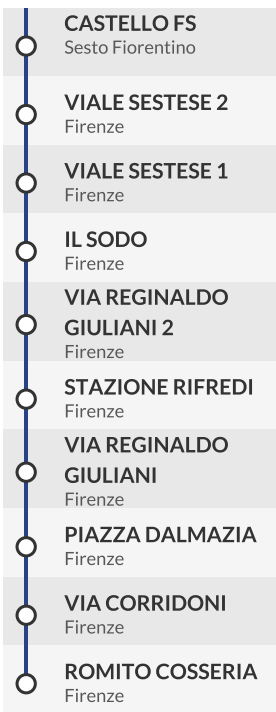 CASTELLO FS
Sesto Fiorentino
VIALE SESTESE 2
Firenze
VIALE SESTESE 1
Firenze
IL SODO
Firenze
VIA REGINALDO
GIULIANI 2
Firenze
STAZIONE RIFREDI
Firenze
VIA REGINALDO
GIULIANI
Firenze
PIAZZA DALMAZIA
Firenze
VIA CORRIDONI
Firenze
ROMITO COSSERIA
Firenze